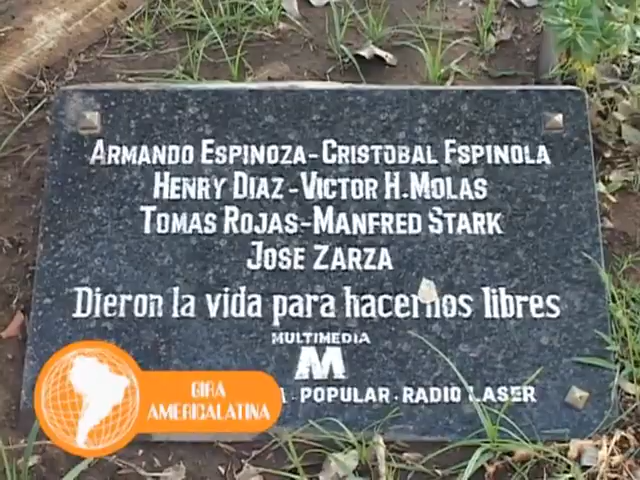 ARMANDO ESPINOZA-CRISTOBAL FSPINOLA
HENRY DIAZ-VICTOR H.MOLAS
TOMAS ROJAS-MANFRED STARK
JOSE ZARZA
Dieron la vida para hacernos libres
MULTIMEDIA
M
POPULAR-RADIO LASER
GIRA
AMERICALATINA